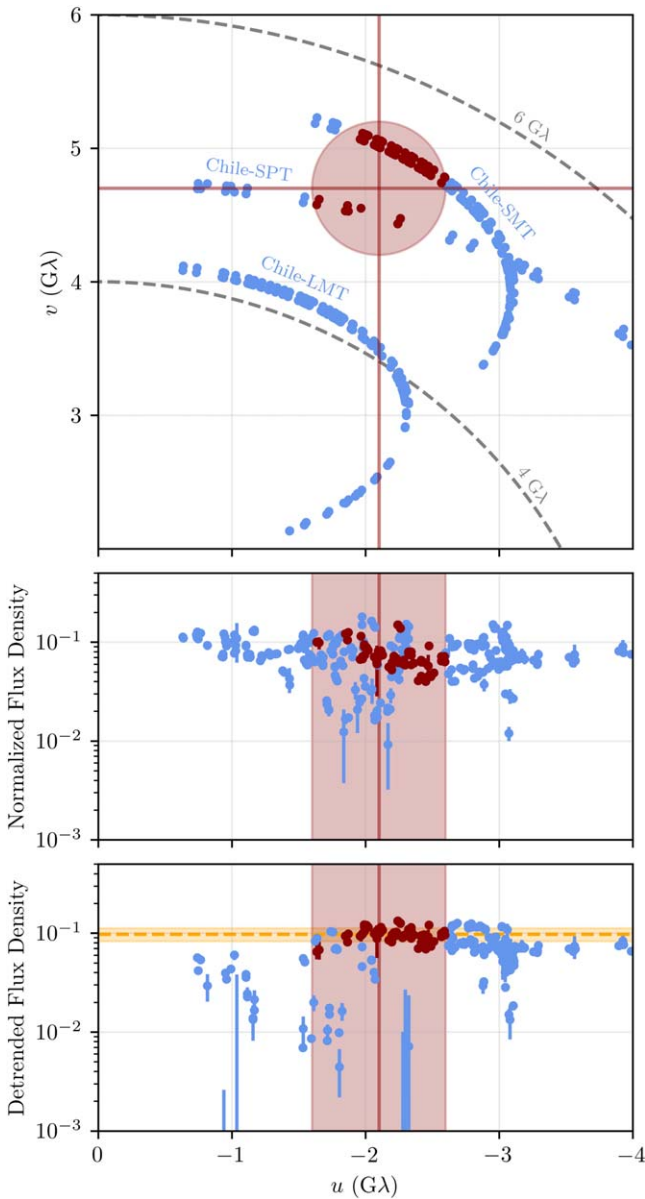 6
6 Gλ
5
Chile-SPT
Chile-SMT
v (Gλ)
4
Chile-LMT
3
4 Gλ
Normalized Flux Density
10⁻¹
10⁻²
10⁻³
Detrended Flux Density
10⁻¹
10⁻²
10⁻³
0 −1 −2 −3 −4
u (Gλ)